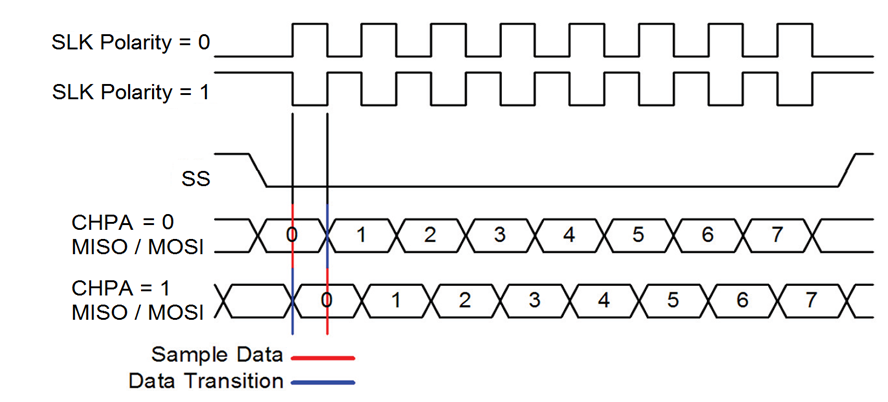 SLK Polarity = 0
SLK Polarity = 1
SS
CHPA = 0
MISO / MOSI
0 1 2 3 4 5 6 7
CHPA = 1
MISO / MOSI
0 1 2 3 4 5 6 7
Sample Data
Data Transition